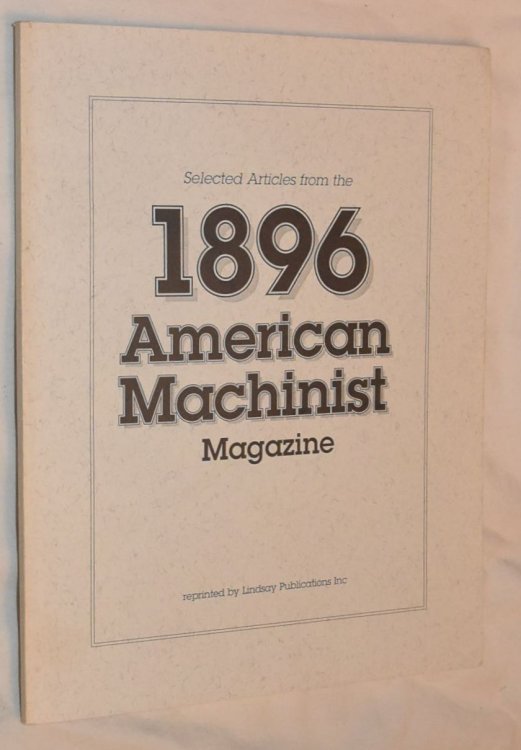 Selected Articles from the
1896
American
Machinist
Magazine
reprinted by Lindsay Publications Inc